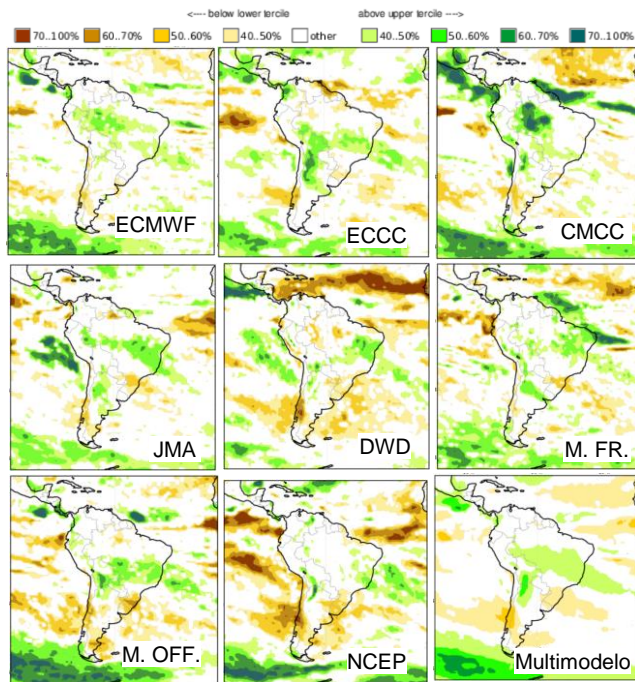 <---- below lower tercile above upper tercile ---->
70..100% 60..70% 50..60% 40..50% other 40..50% 50..60% 60..70% 70..100%
ECMWF ECCC CMCC
JMA DWD M. FR.
M. OFF. NCEP Multimodelo